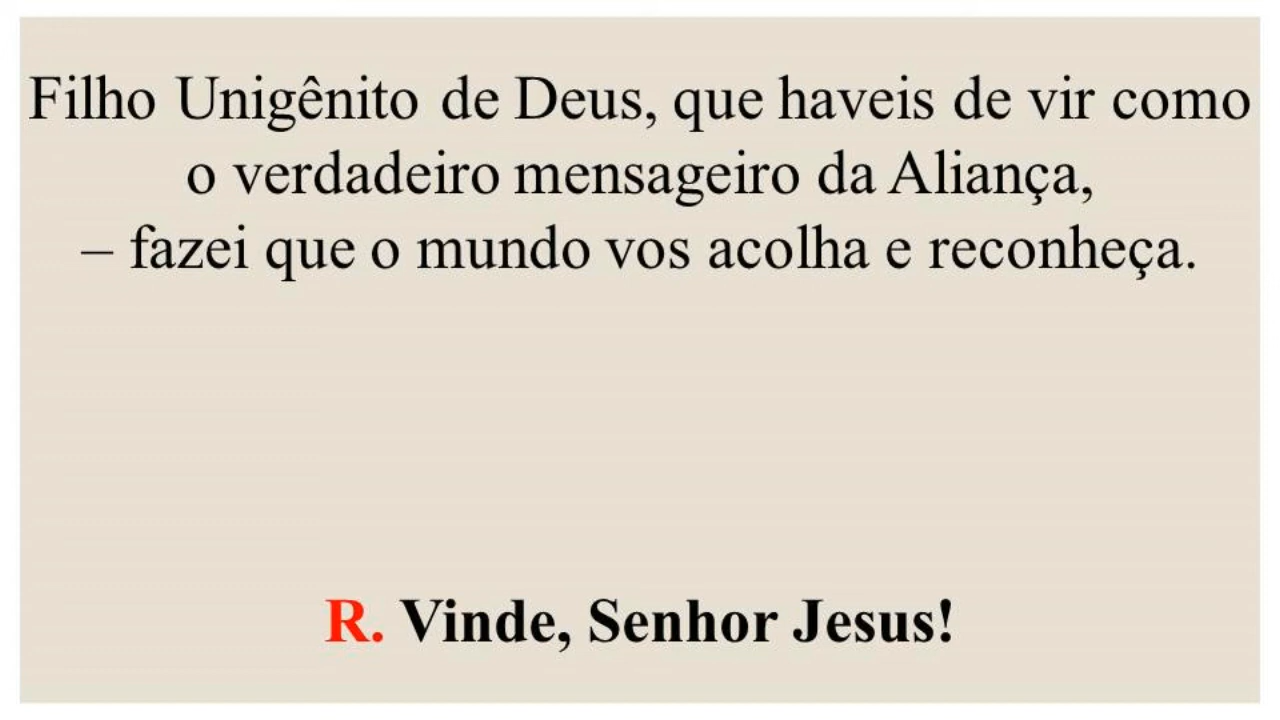 Filho Unigênito de Deus, que haveis de vir como
o verdadeiro mensageiro da Aliança,
– fazei que o mundo vos acolha e reconheça.
R. Vinde, Senhor Jesus!